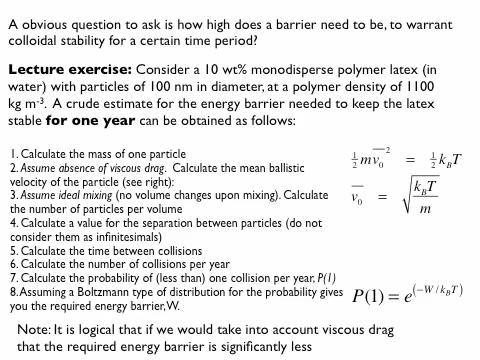 A obvious question to ask is how high does a barrier need to be, to warrant
colloidal stability for a certain time period?
Lecture exercise: Consider a 10 wt% monodisperse polymer latex (in
water) with particles of 100 nm in diameter, at a polymer density of 1100
kg m⁻³. A crude estimate for the energy barrier needed to keep the latex
stable for one year can be obtained as follows:
1. Calculate the mass of one particle
2. Assume absence of viscous drag. Calculate the mean ballistic
velocity of the particle (see right):
3. Assume ideal mixing (no volume changes upon mixing). Calculate
the number of particles per volume
4. Calculate a value for the separation between particles (do not
consider them as infinitesimals)
5. Calculate the time between collisions
6. Calculate the number of collisions per year
7. Calculate the probability of (less than) one collision per year, P(1)
8. Assuming a Boltzmann type of distribution for the probability gives
you the required energy barrier, W.
½ m v̅₀² = ½ k_B T
v̅₀ = √(k_B T / m)
P(1) = e^(−W / k_B T)
Note: It is logical that if we would take into account viscous drag
that the required energy barrier is significantly less